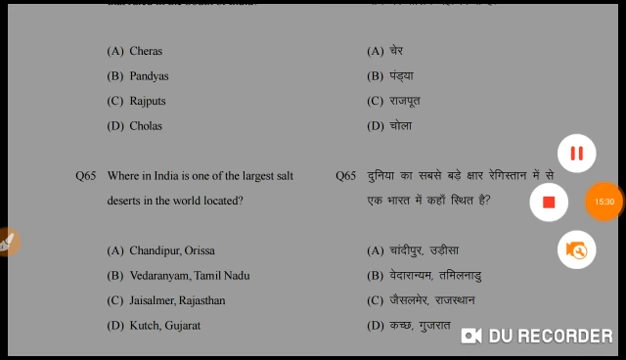 (A) Cheras
(B) Pandyas
(C) Rajputs
(D) Cholas
Q65 Where in India is one of the largest salt
deserts in the world located?
(A) Chandipur, Orissa
(B) Vedaranyam, Tamil Nadu
(C) Jaisalmer, Rajasthan
(D) Kutch, Gujarat
(A) चेर
(B) पंड्या
(C) राजपूत
(D) चोला
Q65 दुनिया का सबसे बडे क्षार रेगिस्तान में से
एक भारत में कहाँ स्थित है?
(A) चांदीपुर, उड़ीसा
(B) वेदारान्यम, तमिलनाडु
(C) जैसलमेर, राजस्थान
(D) कच्छ, गुजरात
15:30
DU RECORDER